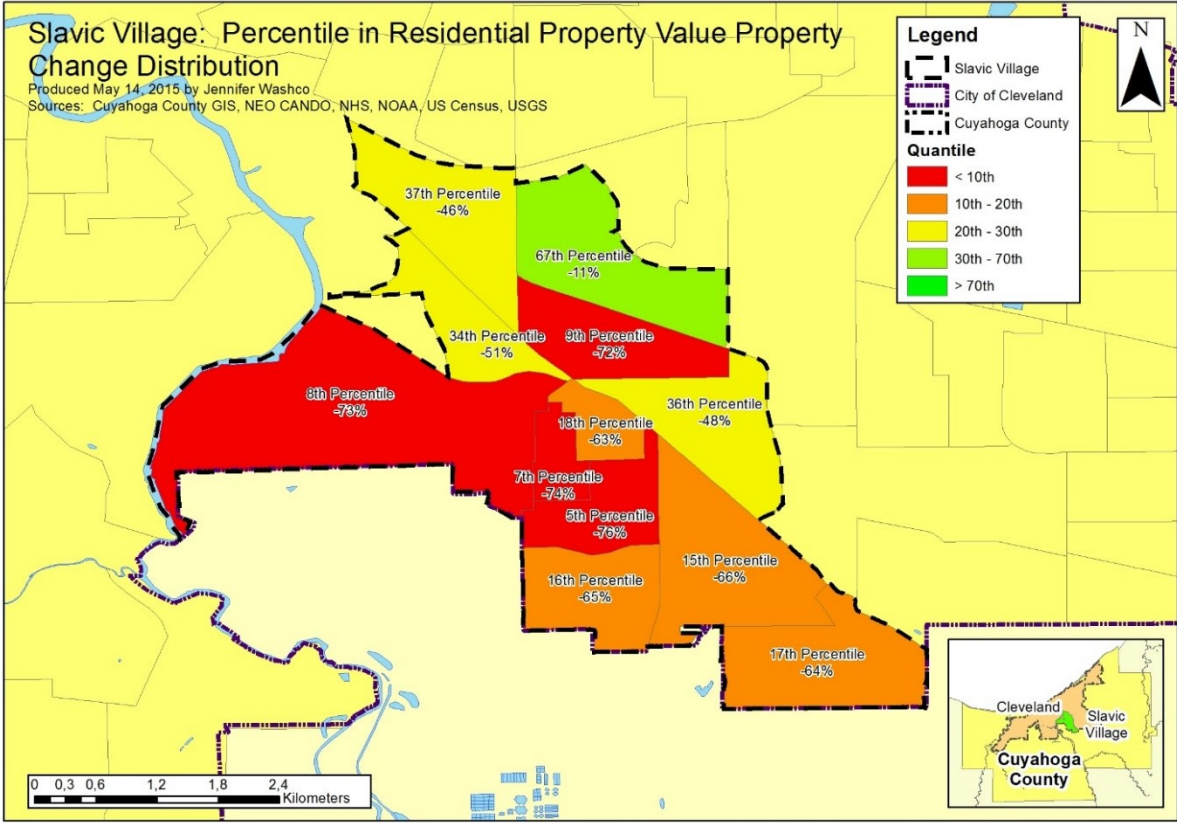 Slavic Village: Percentile in Residential Property Value Property
Change Distribution
Produced May 14, 2015 by Jennifer Washco
Sources: Cuyahoga County GIS, NEO CANDO, NHS, NOAA, US Census, USGS
Legend
Slavic Village
City of Cleveland
Cuyahoga County
Quantile
< 10th
10th - 20th
20th - 30th
30th - 70th
> 70th
N
37th Percentile
-46%
67th Percentile
-11%
34th Percentile
-51%
9th Percentile
-72%
8th Percentile
-73%
36th Percentile
-48%
18th Percentile
-63%
7th Percentile
-74%
5th Percentile
-76%
15th Percentile
-66%
16th Percentile
-65%
17th Percentile
-64%
0 0,3 0,6 1,2 1,8 2,4
Kilometers
Cleveland
Slavic
Village
Cuyahoga
County